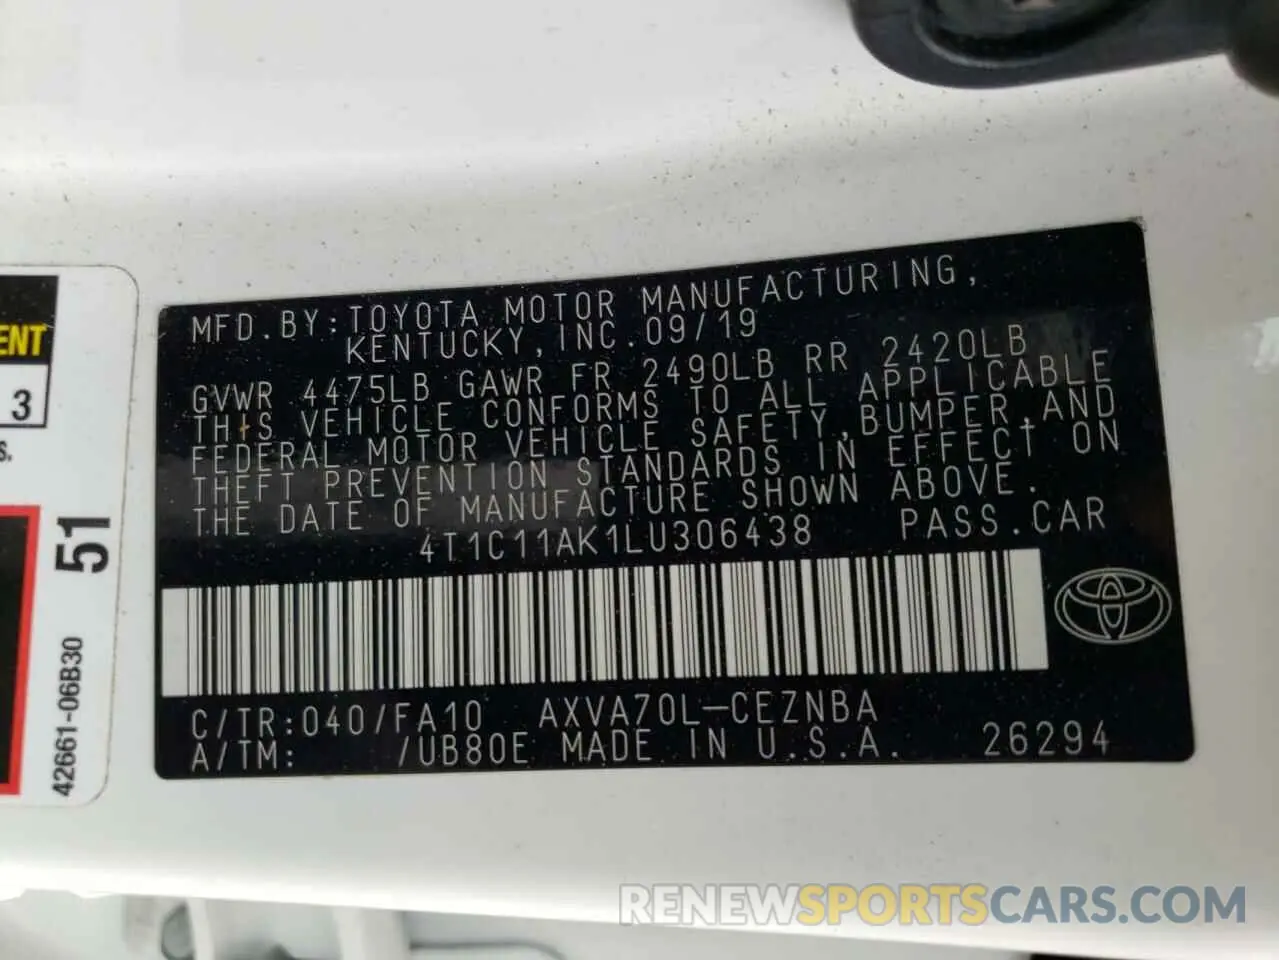 MFD.BY:TOYOTA MOTOR MANUFACTURING,
KENTUCKY,INC.09/19
GVWR 4475LB GAWR FR 2490LB RR 2420LB
THIS VEHICLE CONFORMS TO ALL APPLICABLE
FEDERAL MOTOR VEHICLE SAFETY,BUMPER,AND
THEFT PREVENTION STANDARDS IN EFFECT ON
THE DATE OF MANUFACTURE SHOWN ABOVE.
4T1C11AK1LU306438 PASS.CAR
C/TR:040/FA10 AXVA70L-CEZNBA
A/TM: /UB80E MADE IN U.S.A. 26294
ENT
3
s.
51
42661-06B30
RENEWSPORTSCARS.COM